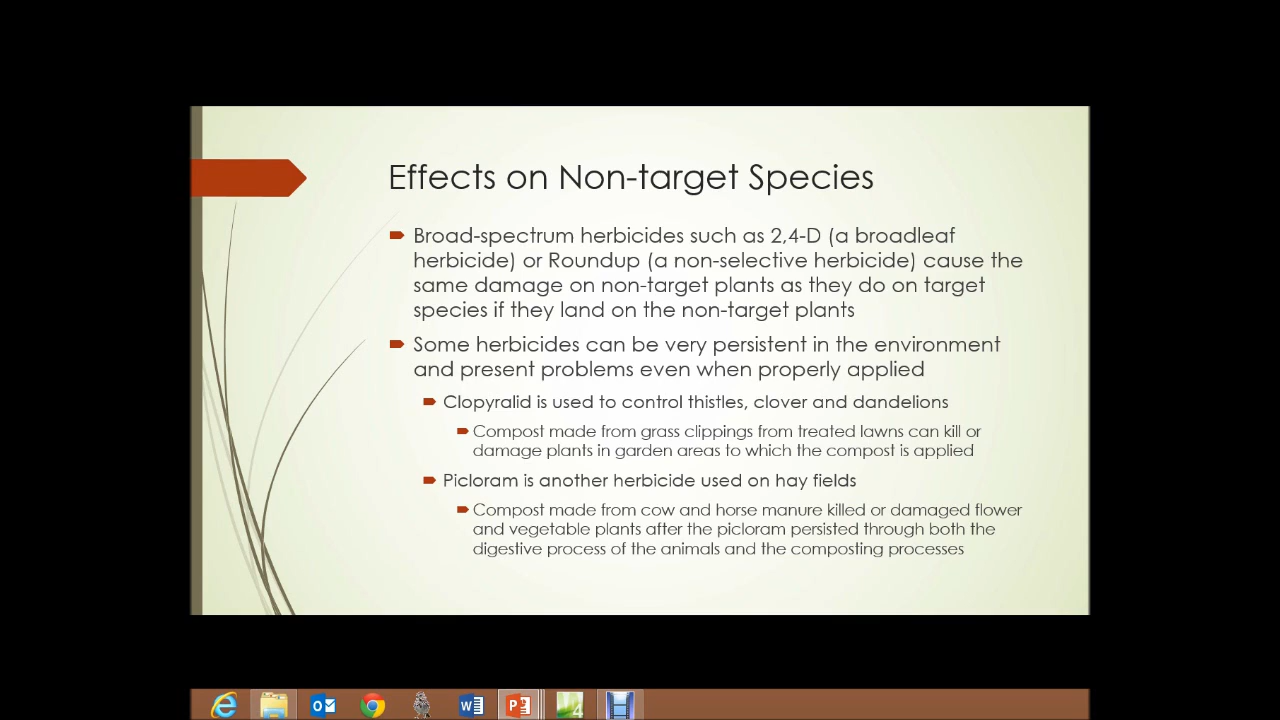 Effects on Non-target Species
Broad-spectrum herbicides such as 2,4-D (a broadleaf
herbicide) or Roundup (a non-selective herbicide) cause the
same damage on non-target plants as they do on target
species if they land on the non-target plants
Some herbicides can be very persistent in the environment
and present problems even when properly applied
Clopyralid is used to control thistles, clover and dandelions
Compost made from grass clippings from treated lawns can kill or
damage plants in garden areas to which the compost is applied
Picloram is another herbicide used on hay fields
Compost made from cow and horse manure killed or damaged flower
and vegetable plants after the picloram persisted through both the
digestive process of the animals and the composting processes